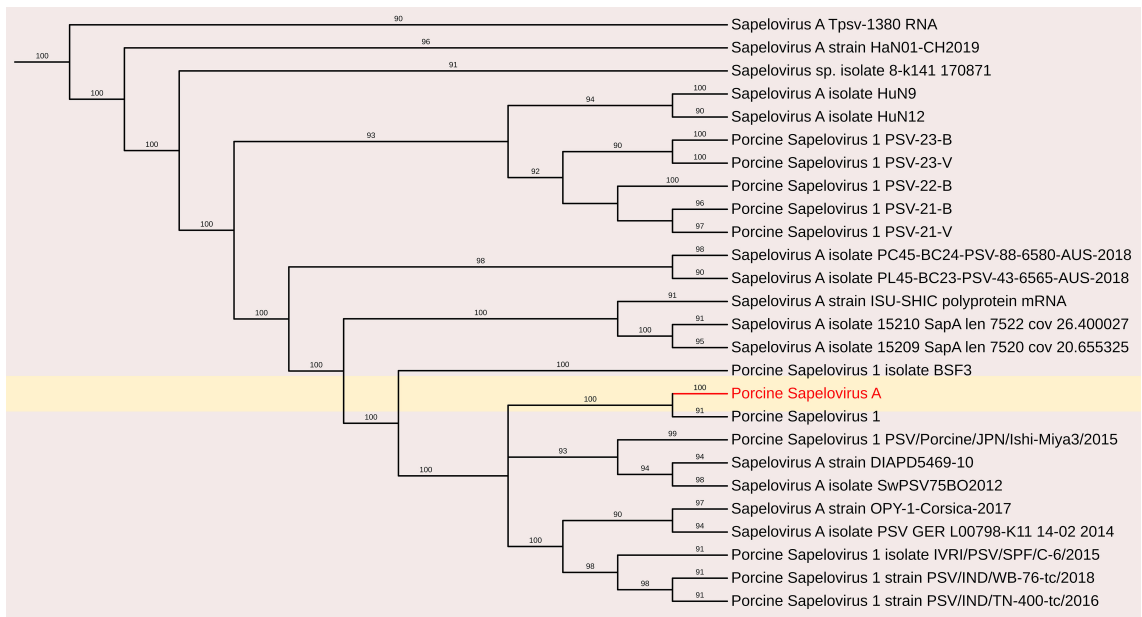 90
Sapelovirus A Tpsv-1380 RNA
100
96
Sapelovirus A strain HaN01-CH2019
100
91
Sapelovirus sp. isolate 8-k141 170871
100
100
Sapelovirus A isolate HuN9
94
90
Sapelovirus A isolate HuN12
93
100
Porcine Sapelovirus 1 PSV-23-B
90
100
Porcine Sapelovirus 1 PSV-23-V
92
100
Porcine Sapelovirus 1 PSV-22-B
96
Porcine Sapelovirus 1 PSV-21-B
97
Porcine Sapelovirus 1 PSV-21-V
100
98
Sapelovirus A isolate PC45-BC24-PSV-88-6580-AUS-2018
98
90
Sapelovirus A isolate PL45-BC23-PSV-43-6565-AUS-2018
100
91
Sapelovirus A strain ISU-SHIC polyprotein mRNA
100
91
Sapelovirus A isolate 15210 SapA len 7522 cov 26.400027
100
95
Sapelovirus A isolate 15209 SapA len 7520 cov 20.655325
100
100
Porcine Sapelovirus 1 isolate BSF3
100
100
Porcine Sapelovirus A
100
91
Porcine Sapelovirus 1
99
Porcine Sapelovirus 1 PSV/Porcine/JPN/Ishi-Miya3/2015
93
94
Sapelovirus A strain DIAPD5469-10
100
94
98
Sapelovirus A isolate SwPSV75BO2012
97
Sapelovirus A strain OPY-1-Corsica-2017
90
94
Sapelovirus A isolate PSV GER L00798-K11 14-02 2014
100
91
Porcine Sapelovirus 1 isolate IVRI/PSV/SPF/C-6/2015
98
91
Porcine Sapelovirus 1 strain PSV/IND/WB-76-tc/2018
98
91
Porcine Sapelovirus 1 strain PSV/IND/TN-400-tc/2016